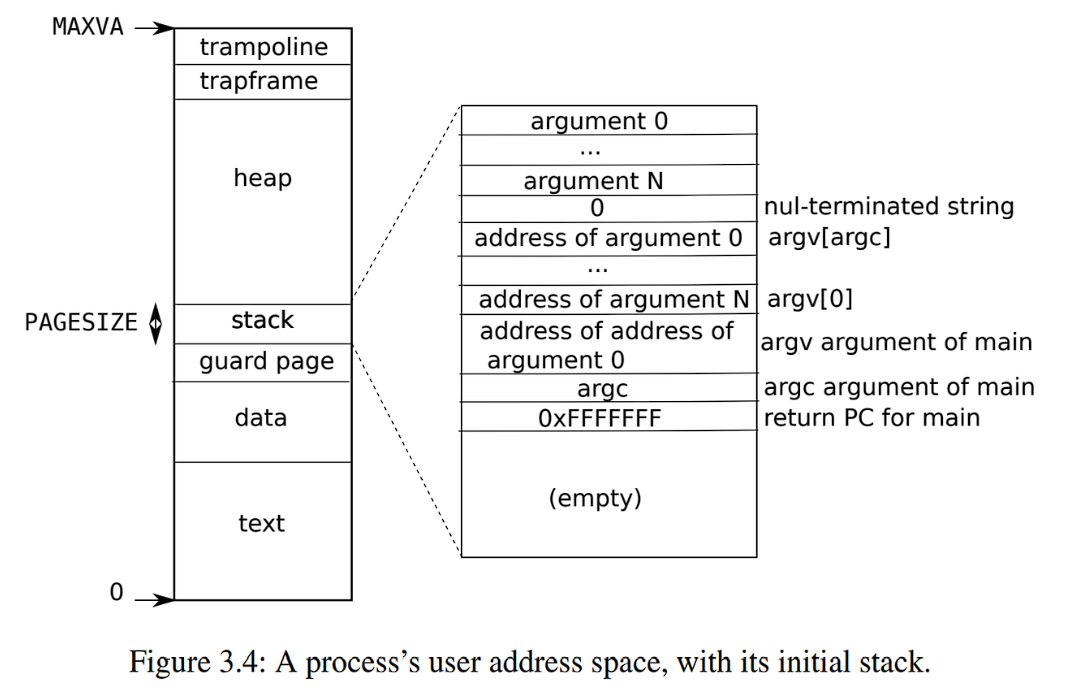 MAXVA
trampoline
trapframe
heap
PAGESIZE
stack
guard page
data
text
0
argument 0
...
argument N
0
nul-terminated string
address of argument 0
argv[argc]
...
address of argument N
argv[0]
address of address of
argument 0
argv argument of main
argc
argc argument of main
0xFFFFFFF
return PC for main
(empty)
Figure 3.4: A process’s user address space, with its initial stack.